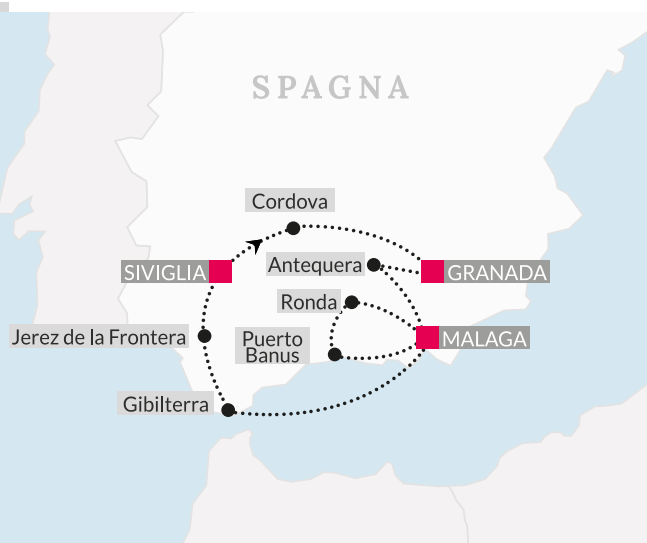 SPAGNA
Cordova
Antequera
SIVIGLIA
GRANADA
Ronda
Jerez de la Frontera
Puerto
Banus
MALAGA
Gibilterra